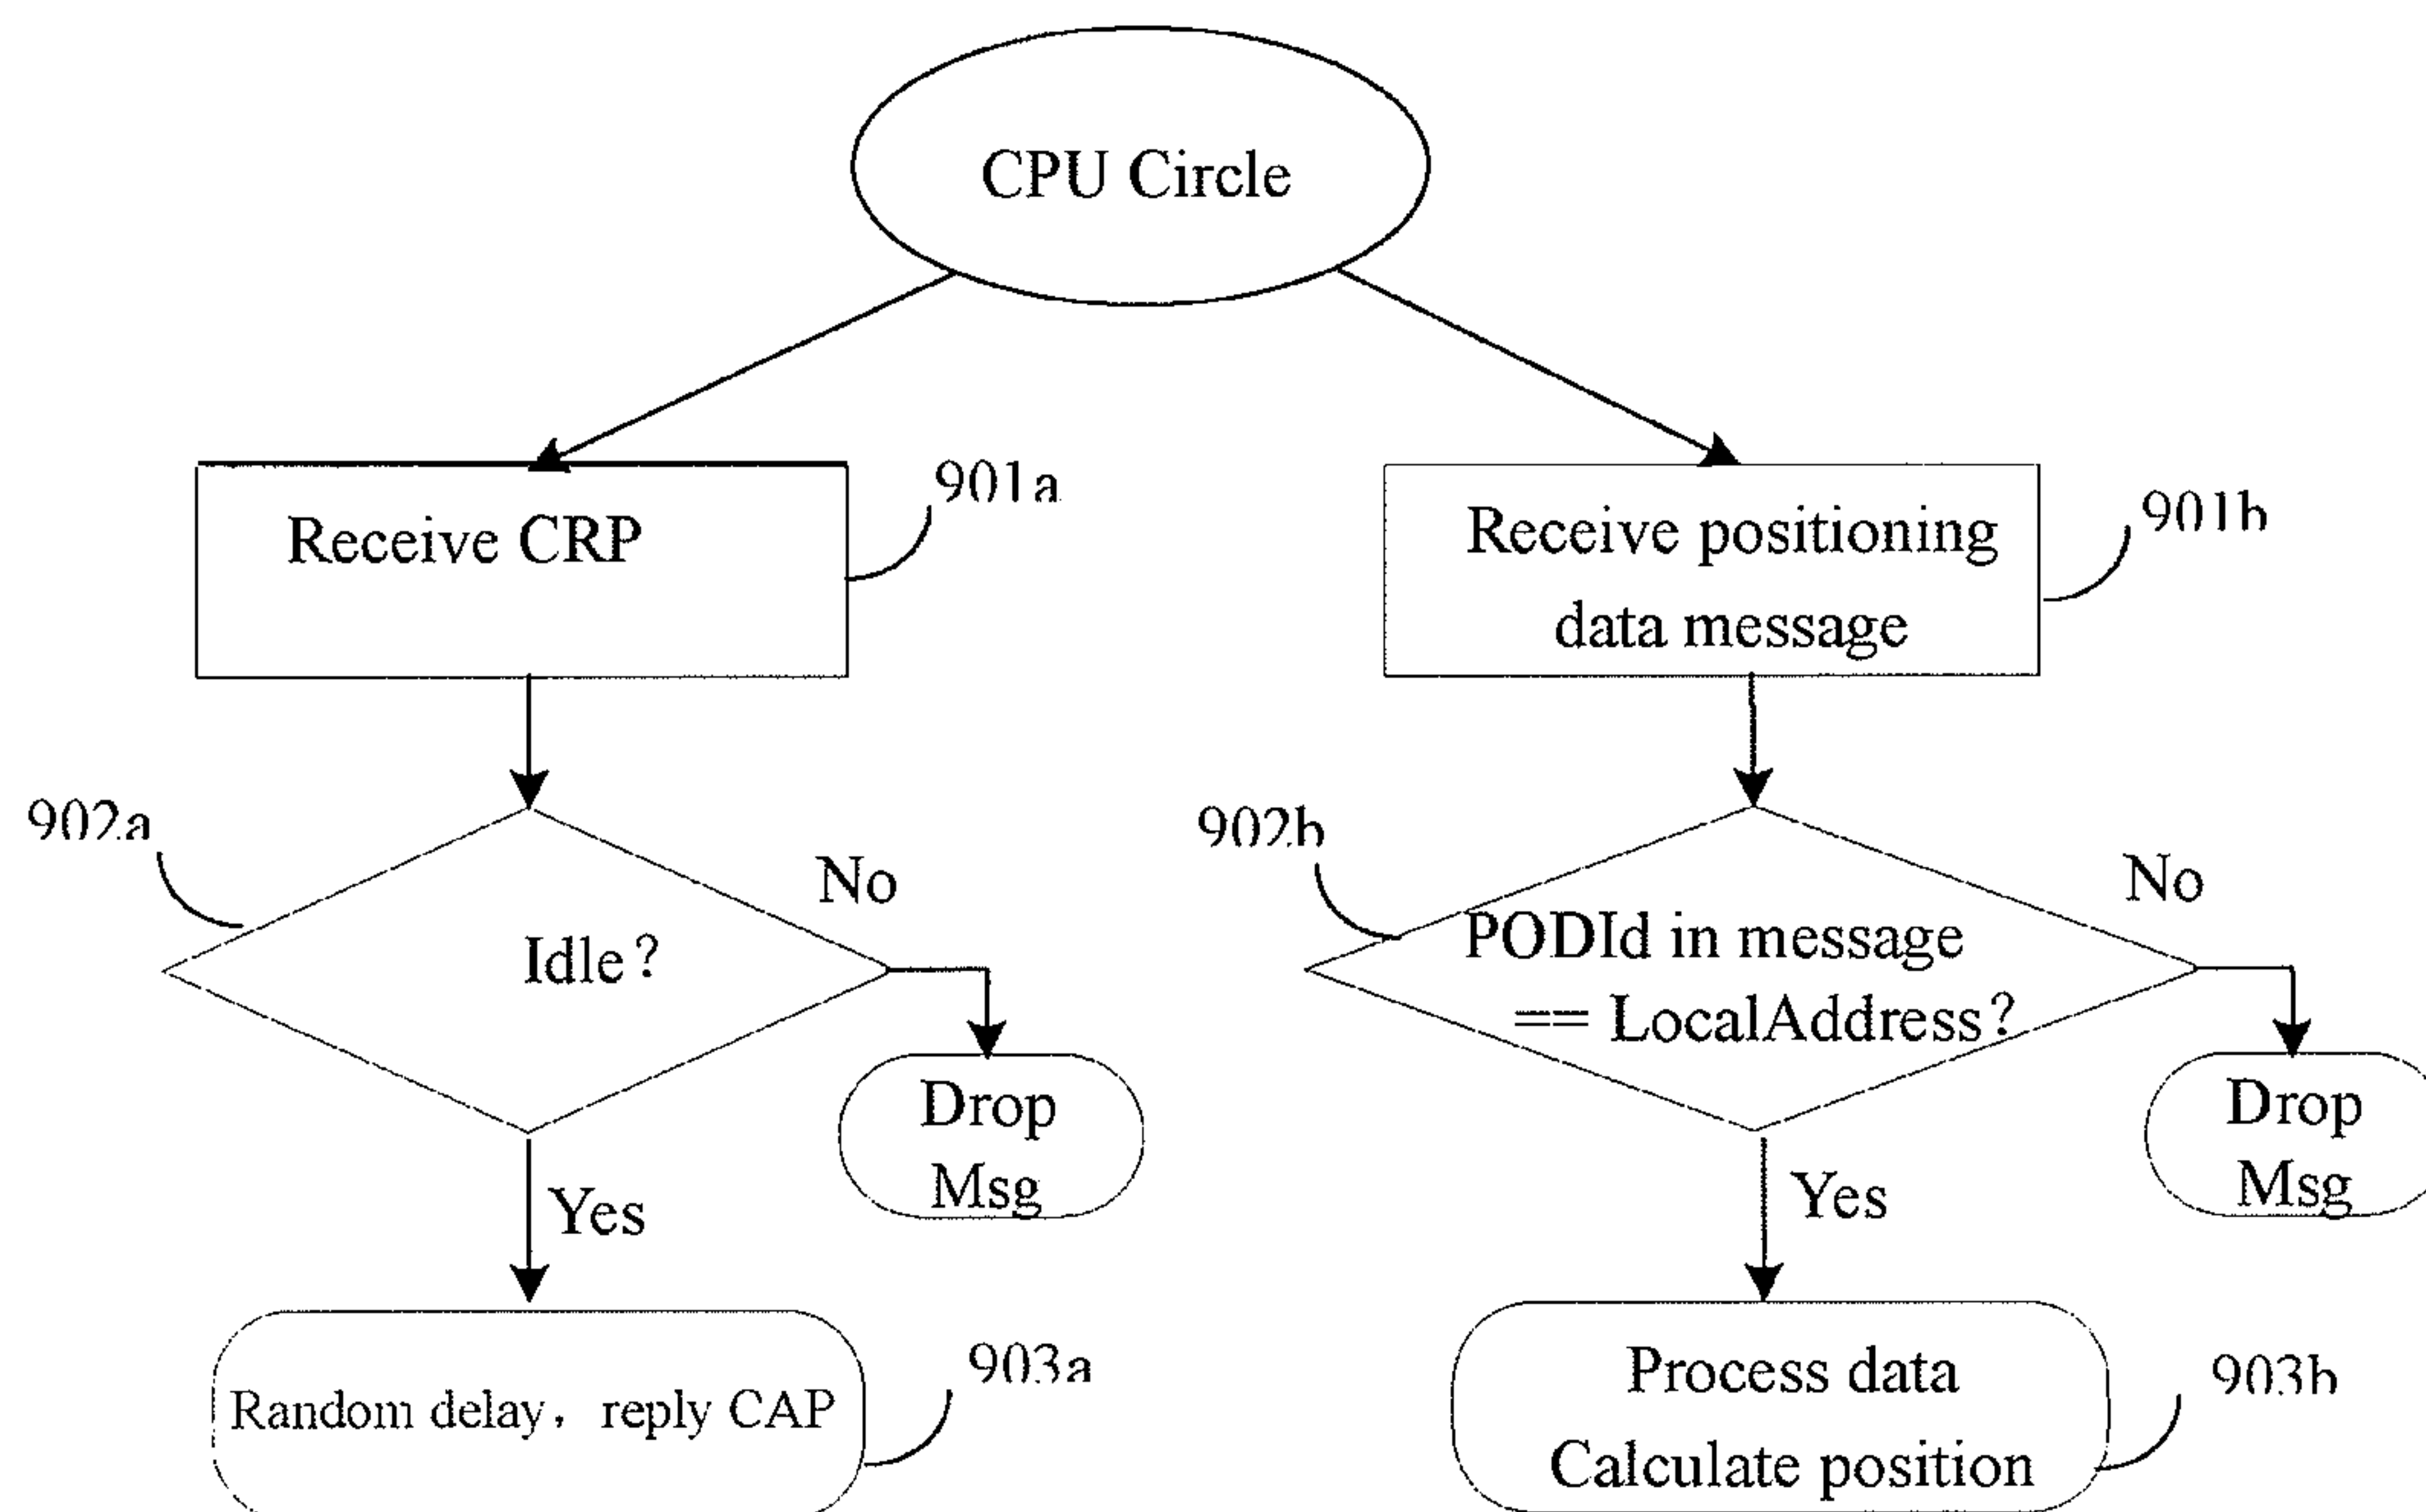 CPU Circle
Receive CRP
901a
Receive positioning
data message
901b
902a
Idle?
No
Drop
Msg
Yes
Random delay, reply CAP
903a
902b
PODId in message
== LocalAddress?
No
Drop
Msg
Yes
Process data
Calculate position
903b